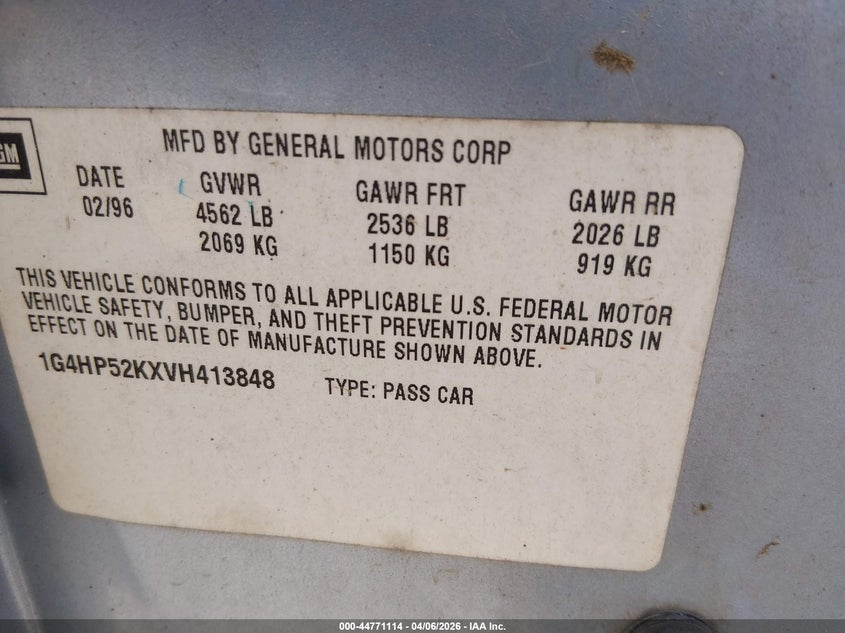 GM
MFD BY GENERAL MOTORS CORP
DATE GVWR GAWR FRT GAWR RR
02/96 4562 LB 2536 LB 2026 LB
2069 KG 1150 KG 919 KG
THIS VEHICLE CONFORMS TO ALL APPLICABLE U.S. FEDERAL MOTOR
VEHICLE SAFETY, BUMPER, AND THEFT PREVENTION STANDARDS IN
EFFECT ON THE DATE OF MANUFACTURE SHOWN ABOVE.
1G4HP52KXVH413848 TYPE: PASS CAR
000-44771114 | 04/06/2026 - IAA Inc.